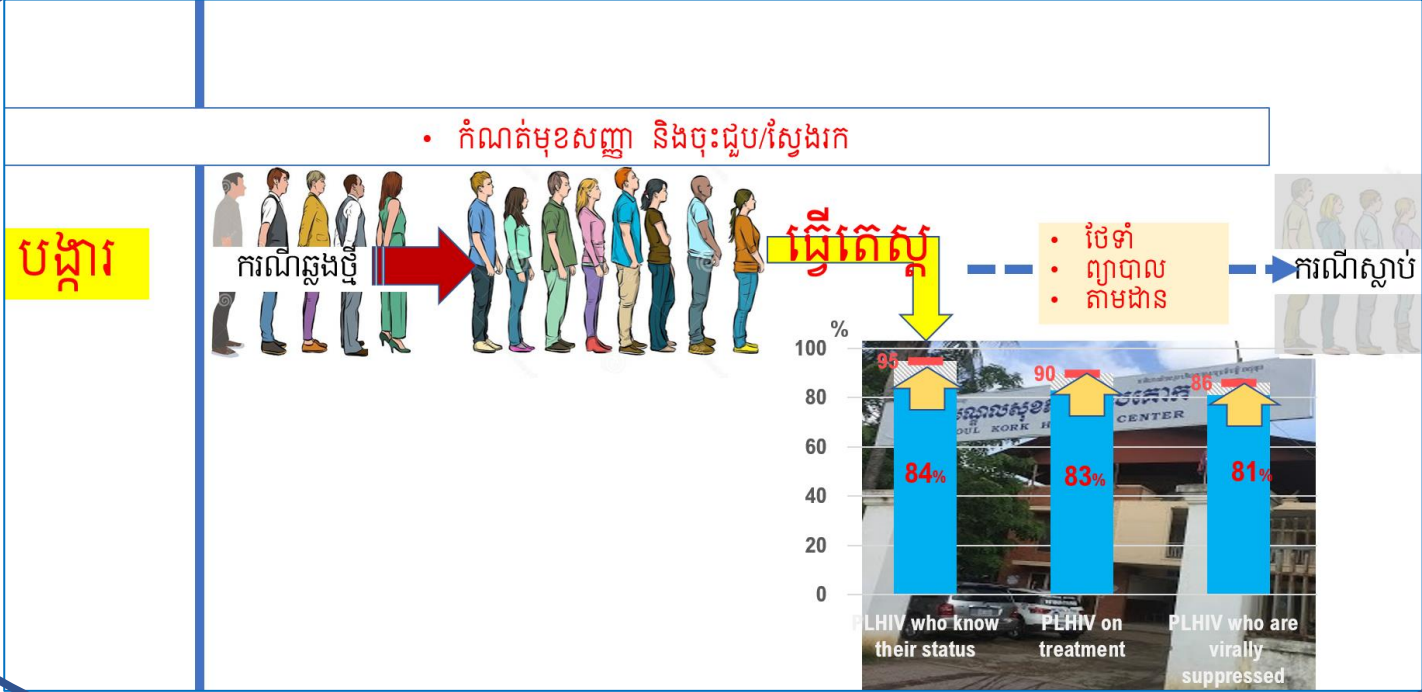 • កំណត់មុខសញ្ញា និងចុះជួប/ស្វែងរក
បង្ការ
ករណីឆ្លងថ្មី
ធ្វើតេស្ត
• ថែទាំ
• ព្យាបាល
• តាមដាន
ករណីស្លាប់
%
100
80
60
40
20
0
95
90
86
84%
83%
81%
CENTER
KORK
PLHIV who know
their status
PLHIV on
treatment
PLHIV who are
virally
suppressed